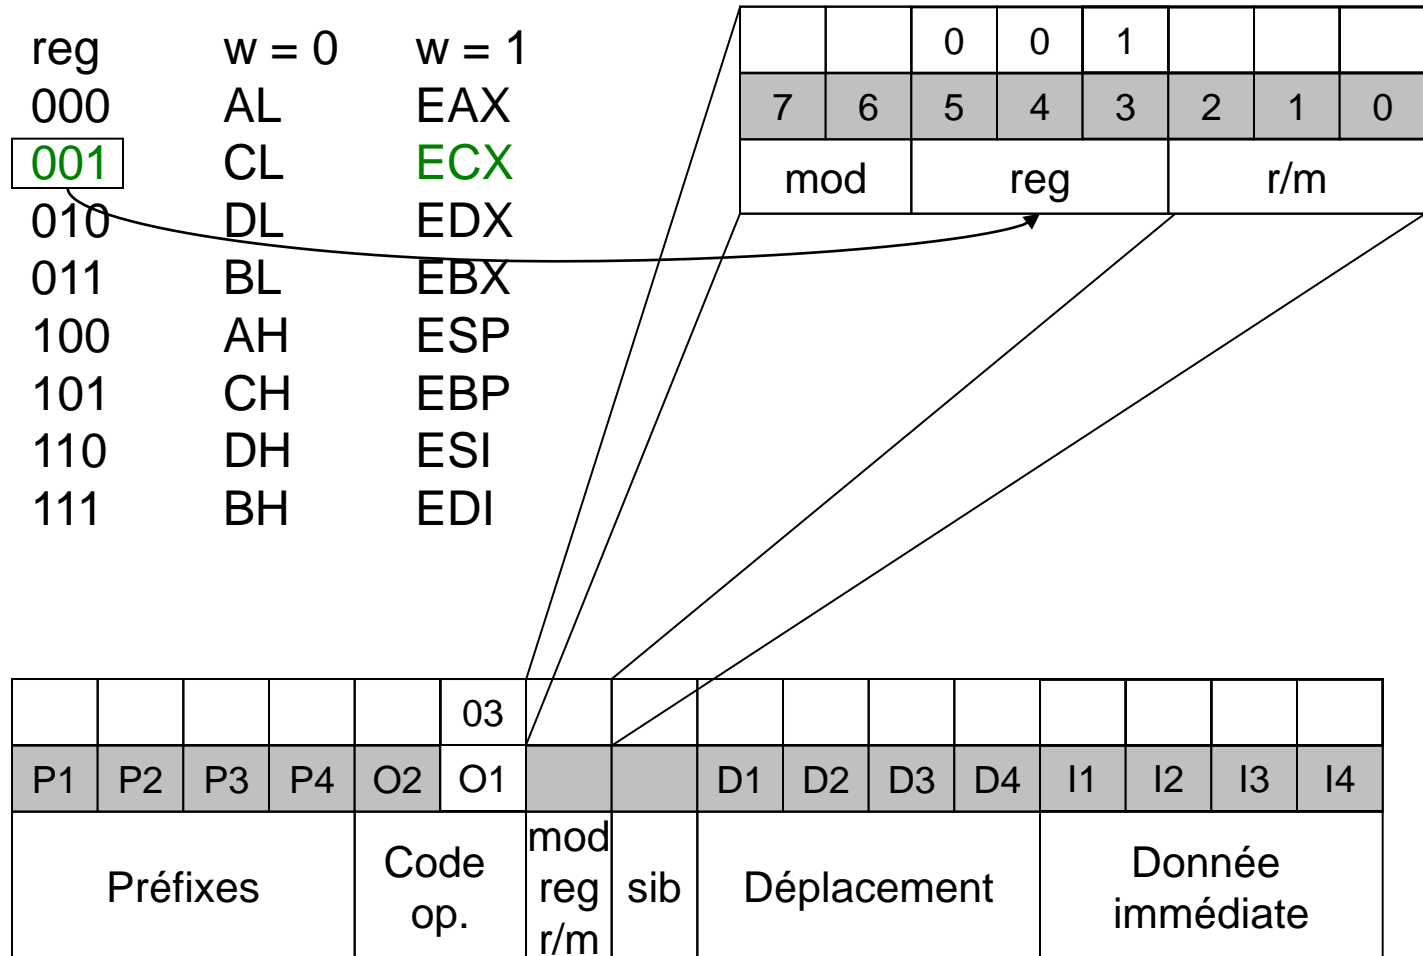 reg w = 0 w = 1
000 AL EAX
001 CL ECX
010 DL EDX
011 BL EBX
100 AH ESP
101 CH EBP
110 DH ESI
111 BH EDI
0 0 1
7 6 5 4 3 2 1 0
mod reg r/m
03
P1 P2 P3 P4 O2 O1 D1 D2 D3 D4 I1 I2 I3 I4
Préfixes
Code
op.
mod
reg
r/m
sib
Déplacement
Donnée
immédiate